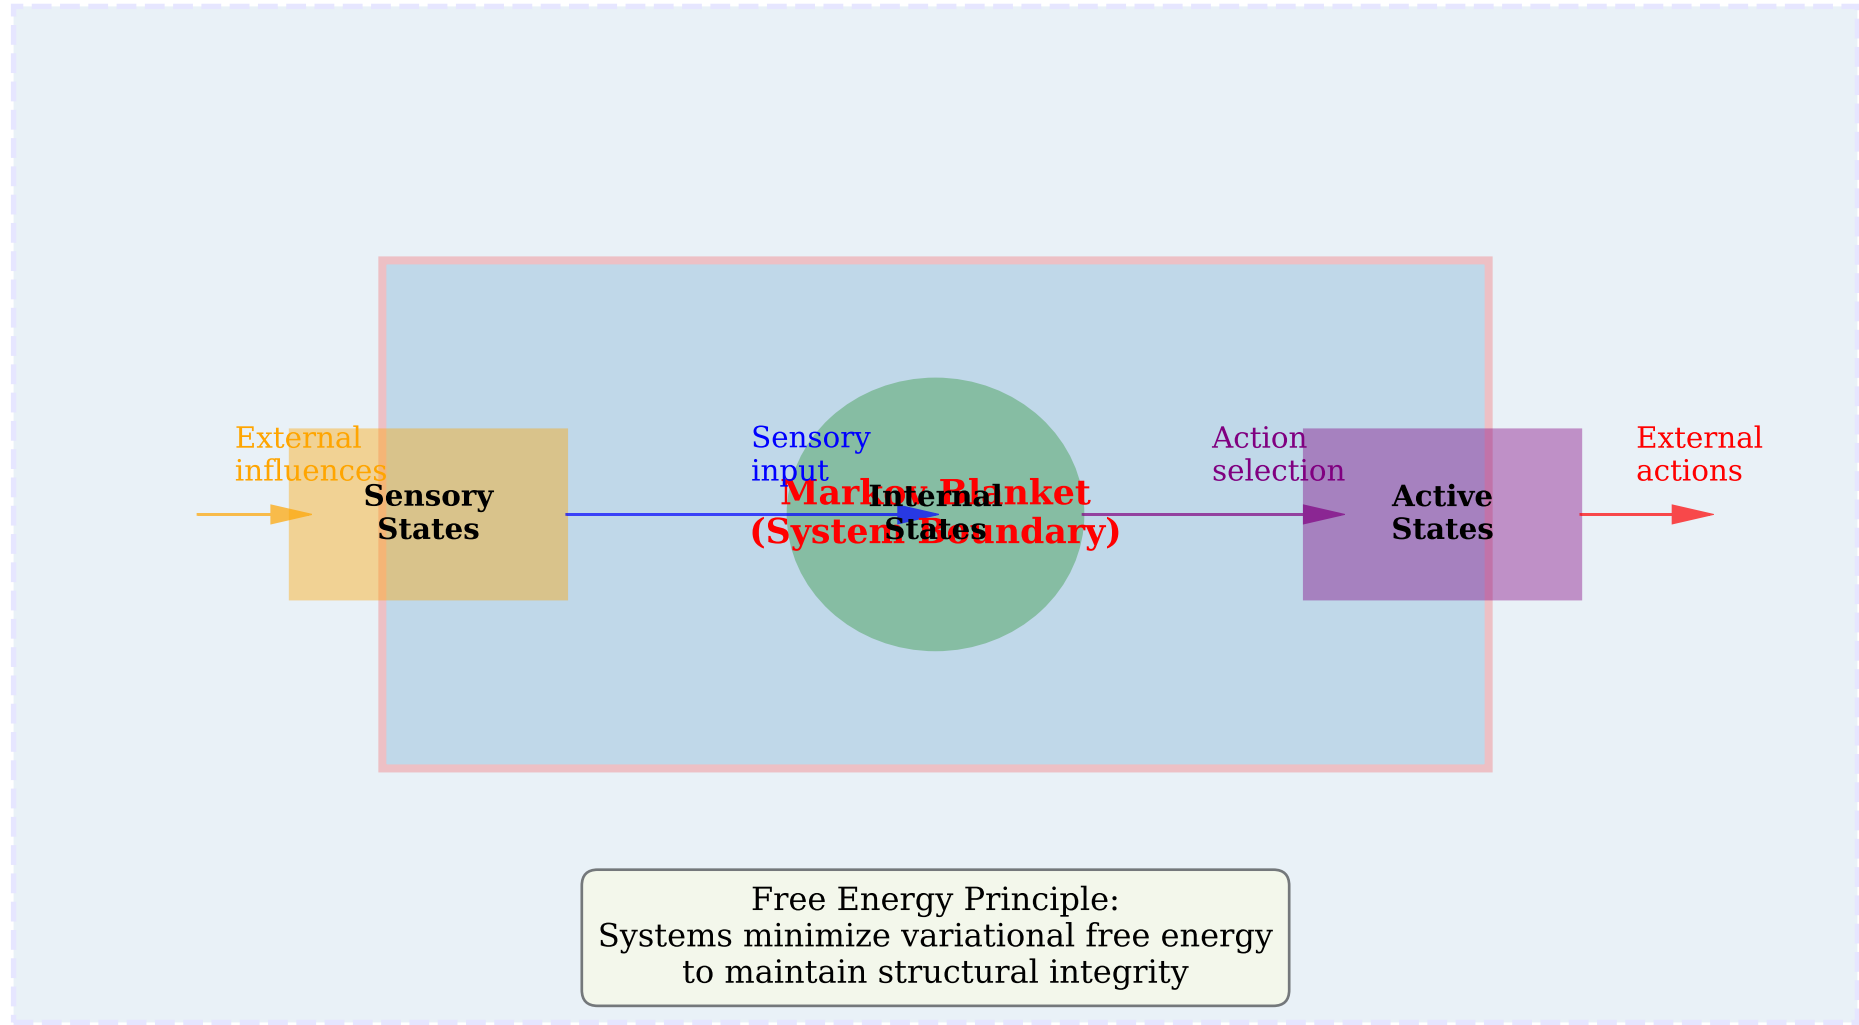 External
influences
Sensory
States
Sensory
input
Markov Blanket
(System Boundary)
Internal
States
Action
selection
Active
States
External
actions
Free Energy Principle:
Systems minimize variational free energy
to maintain structural integrity